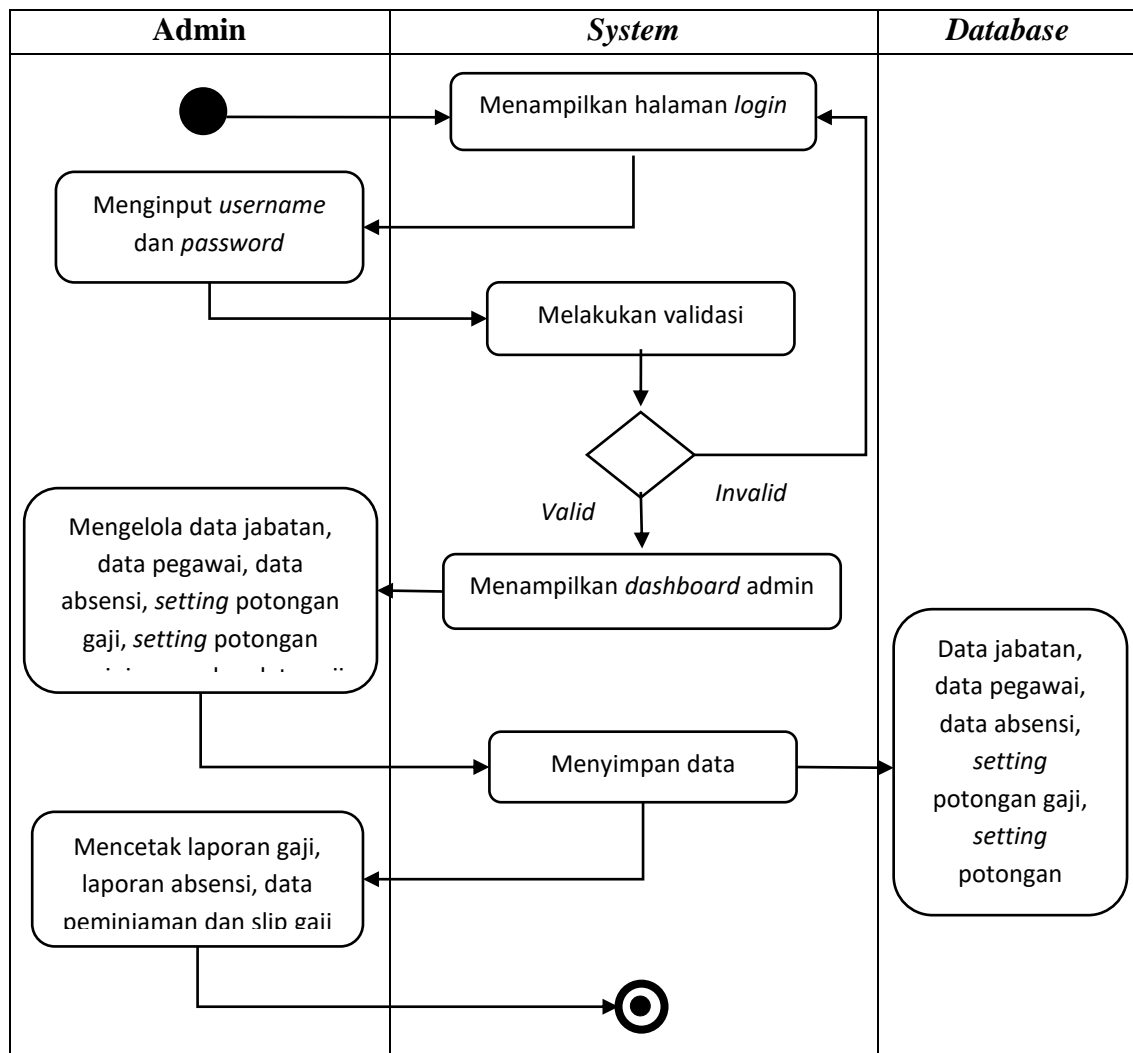 Admin
System
Database
Menampilkan halaman login
Menginput username
dan password
Melakukan validasi
Invalid
Valid
Mengelola data jabatan,
data pegawai, data
absensi, setting potongan
gaji, setting potongan
Menampilkan dashboard admin
Data jabatan,
data pegawai,
data absensi,
setting
potongan gaji,
setting
potongan
Menyimpan data
Mencetak laporan gaji,
laporan absensi, data
peminjaman dan slip gaji